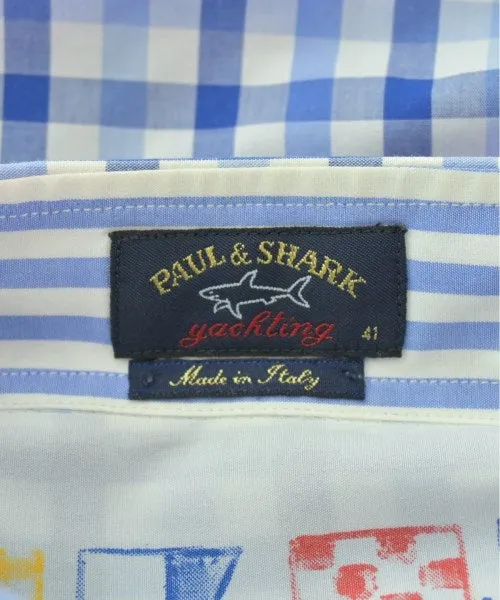 PAUL & SHARK
yachting
41
Made in Italy